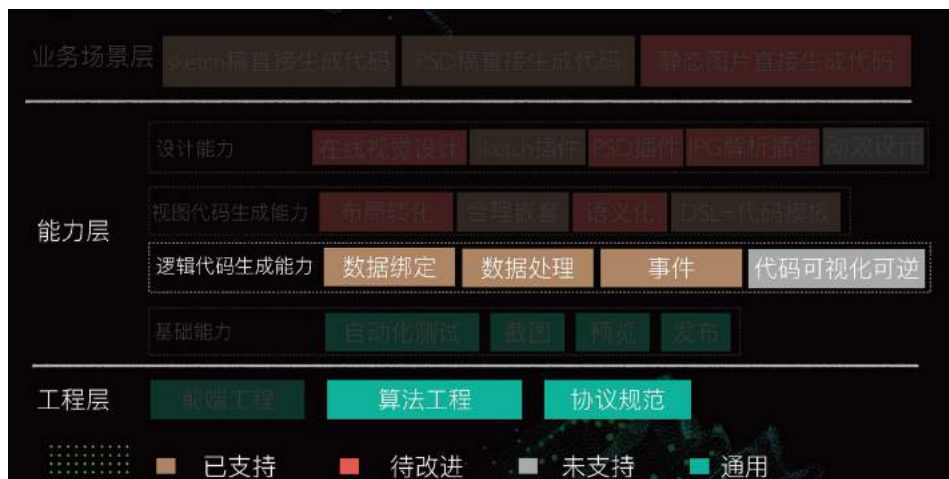 业务场景层 sketch稿直接生成代码 PSD稿直接生成代码 静态图片直接生成代码
设计能力 在线视觉设计 sketch插件 PSD插件 JPG解析插件 动效设计
视图代码生成能力 布局转化 合理嵌套 语义化 DSL+代码模板
能力层
逻辑代码生成能力 数据绑定 数据处理 事件 代码可视化可逆
基础能力 自动化测试 截图 预览 发布
工程层 前端工程 算法工程 协议规范
已支持 待改进 未支持 通用